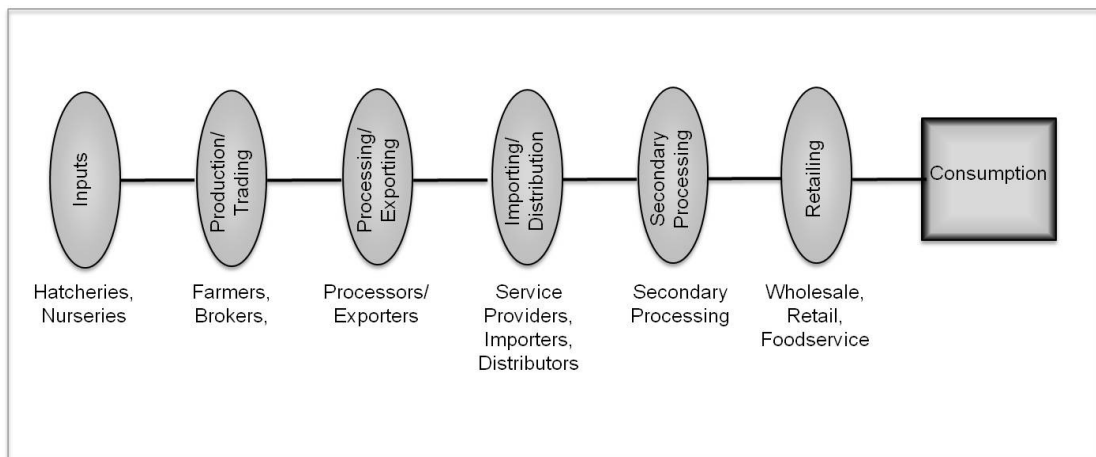 Inputs
Production/
Trading
Processing/
Exporting
Importing/
Distribution
Secondary
Processing
Retailing
Consumption
Hatcheries,
Nurseries
Farmers,
Brokers,
Processors/
Exporters
Service
Providers,
Importers,
Distributors
Secondary
Processing
Wholesale,
Retail,
Foodservice